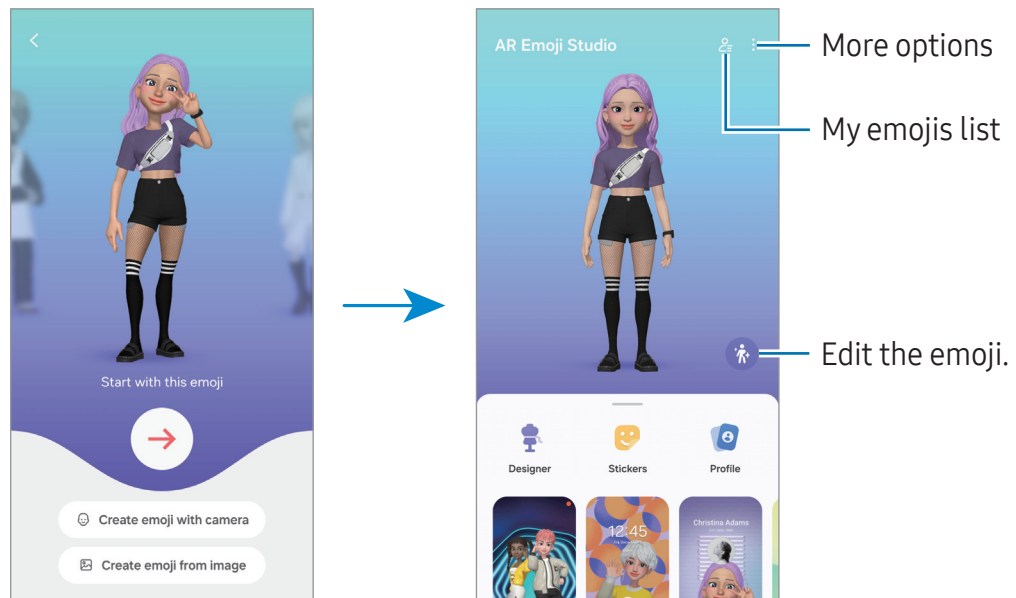 Start with this emoji
Create emoji with camera
Create emoji from image
AR Emoji Studio
More options
My emojis list
Edit the emoji.
Designer
Stickers
Profile
12:45
Christina Adams